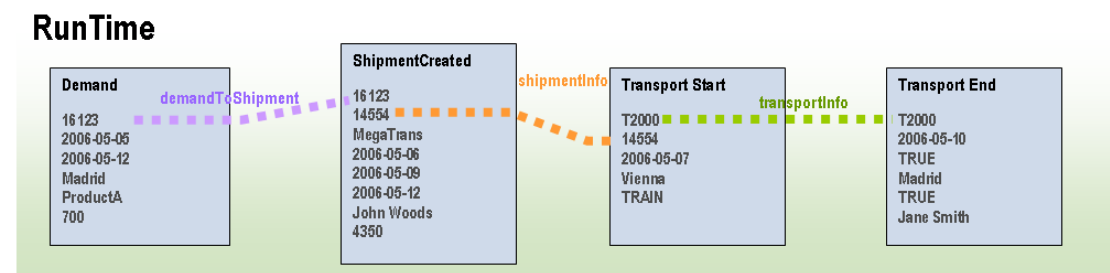 RunTime
Demand
16123
2006-05-05
2006-05-12
Madrid
ProductA
700
demandToShipment
ShipmentCreated
16123
14554
MegaTrans
2006-05-06
2006-05-09
2006-05-12
John Woods
4350
shipmentInfo
Transport Start
T2000
14554
2006-05-07
Vienna
TRAIN
transportInfo
Transport End
T2000
2006-05-10
TRUE
Madrid
TRUE
Jane Smith